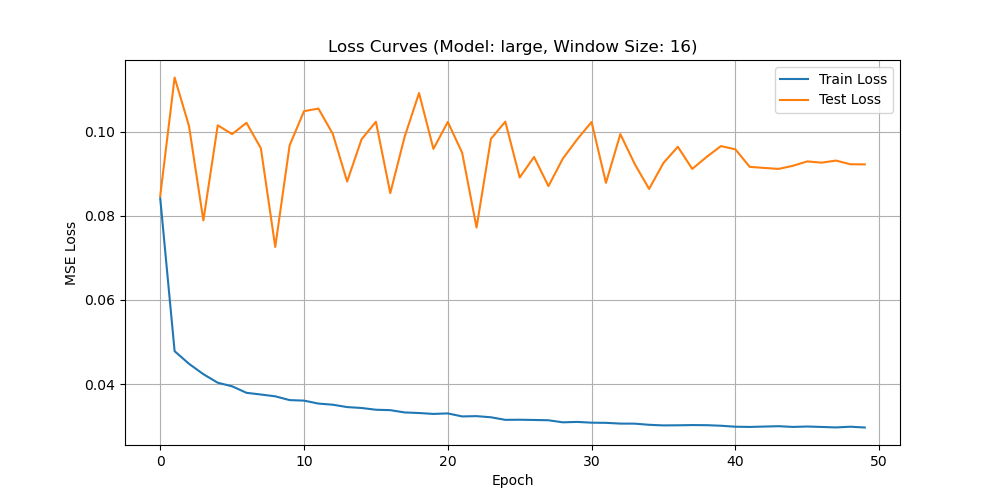 Loss Curves (Model: large, Window Size: 16)
Train Loss
Test Loss
MSE Loss
0.10
0.08
0.06
0.04
0 10 20 30 40 50
Epoch